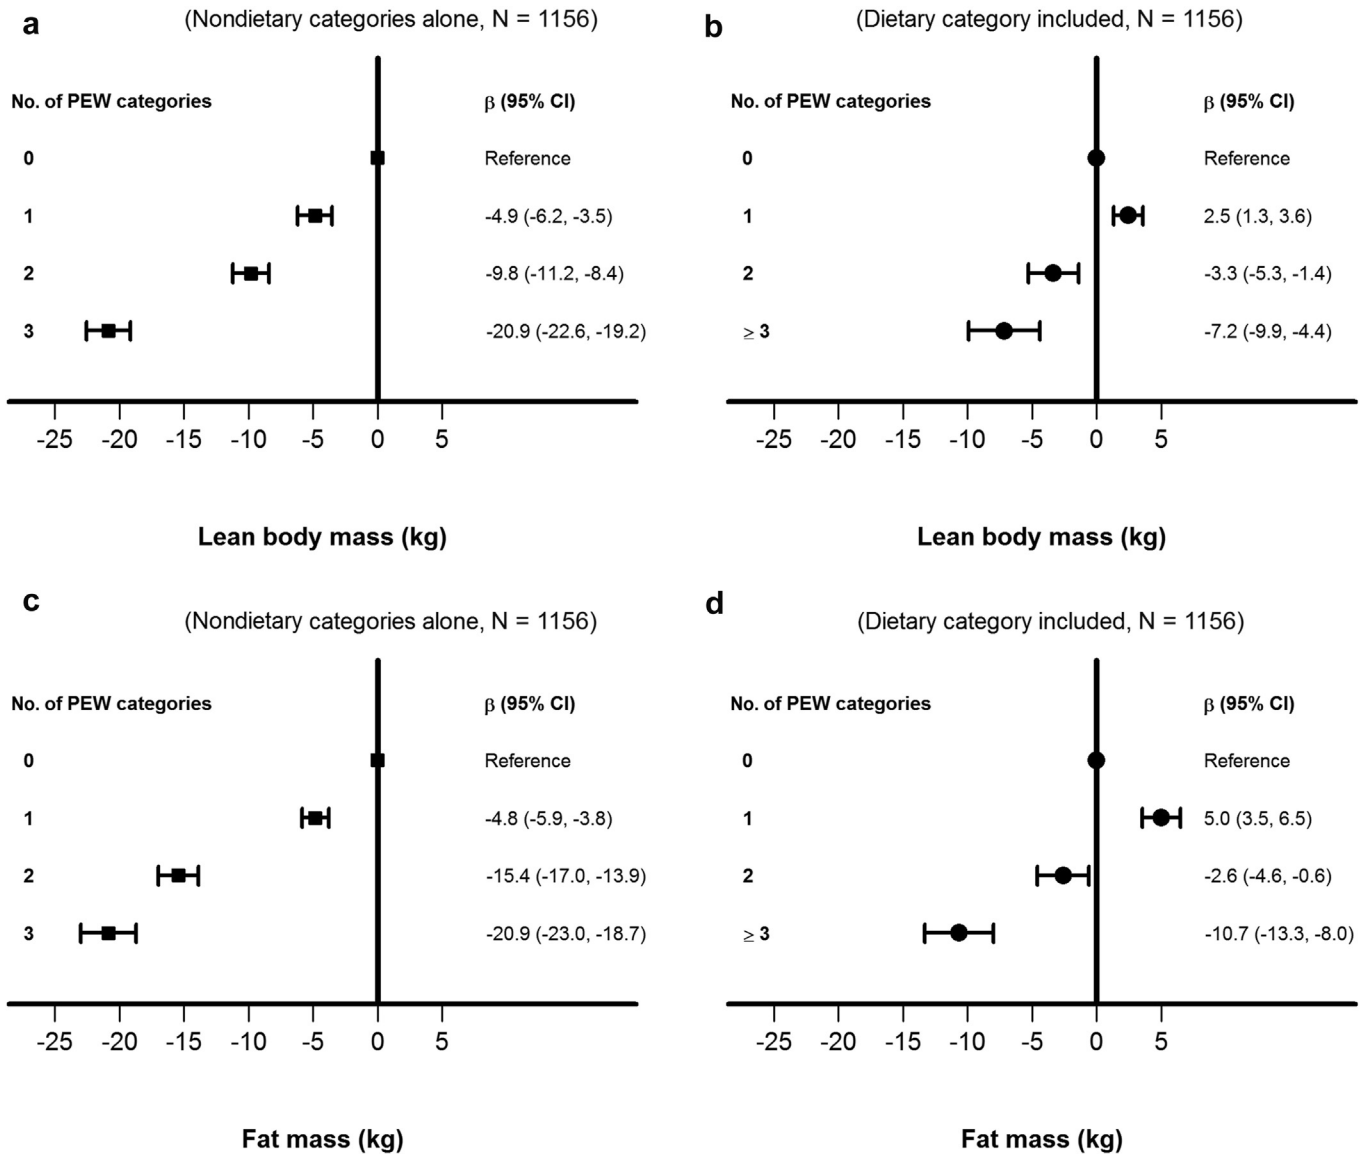 a (Nondietary categories alone, N = 1156)
No. of PEW categories β (95% CI)
0 Reference
1 -4.9 (-6.2, -3.5)
2 -9.8 (-11.2, -8.4)
3 -20.9 (-22.6, -19.2)
-25 -20 -15 -10 -5 0 5
Lean body mass (kg)
b (Dietary category included, N = 1156)
No. of PEW categories β (95% CI)
0 Reference
1 2.5 (1.3, 3.6)
2 -3.3 (-5.3, -1.4)
≥ 3 -7.2 (-9.9, -4.4)
-25 -20 -15 -10 -5 0 5
Lean body mass (kg)
c (Nondietary categories alone, N = 1156)
No. of PEW categories β (95% CI)
0 Reference
1 -4.8 (-5.9, -3.8)
2 -15.4 (-17.0, -13.9)
3 -20.9 (-23.0, -18.7)
-25 -20 -15 -10 -5 0 5
Fat mass (kg)
d (Dietary category included, N = 1156)
No. of PEW categories β (95% CI)
0 Reference
1 5.0 (3.5, 6.5)
2 -2.6 (-4.6, -0.6)
≥ 3 -10.7 (-13.3, -8.0)
-25 -20 -15 -10 -5 0 5
Fat mass (kg)